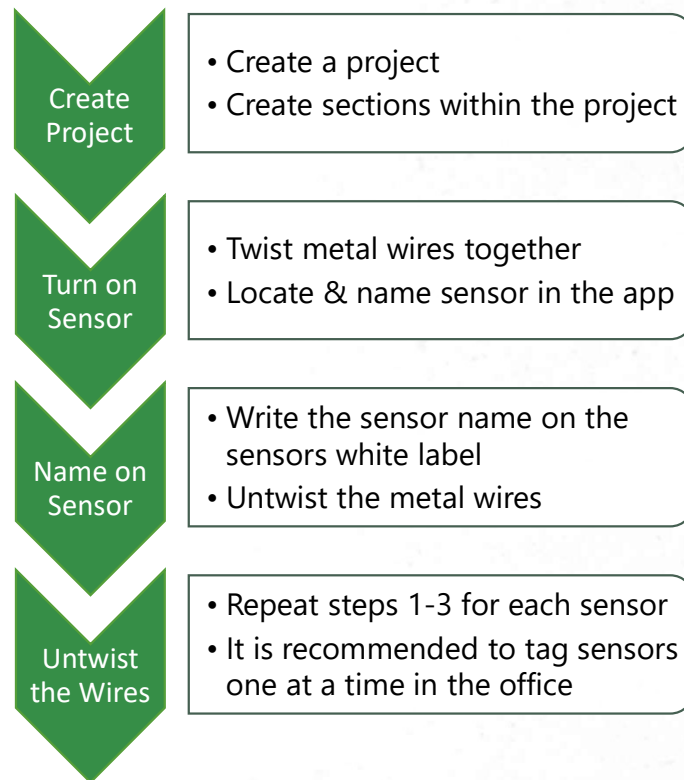 Create
Project
• Create a project
• Create sections within the project
Turn on
Sensor
• Twist metal wires together
• Locate & name sensor in the app
Name on
Sensor
• Write the sensor name on the
sensors white label
• Untwist the metal wires
Untwist
the Wires
• Repeat steps 1-3 for each sensor
• It is recommended to tag sensors
one at a time in the office